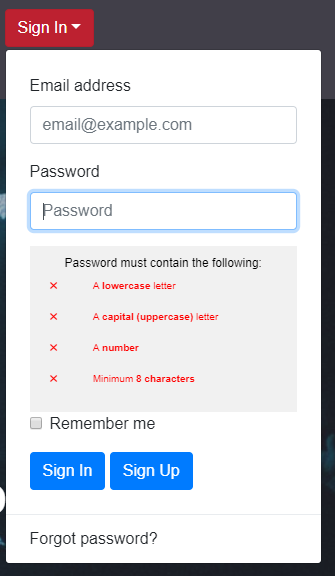 Sign In
Email address
email@example.com
Password
Password
Password must contain the following:
✕ A lowercase letter
✕ A capital (uppercase) letter
✕ A number
✕ Minimum 8 characters
Remember me
Sign In Sign Up
Forgot password?